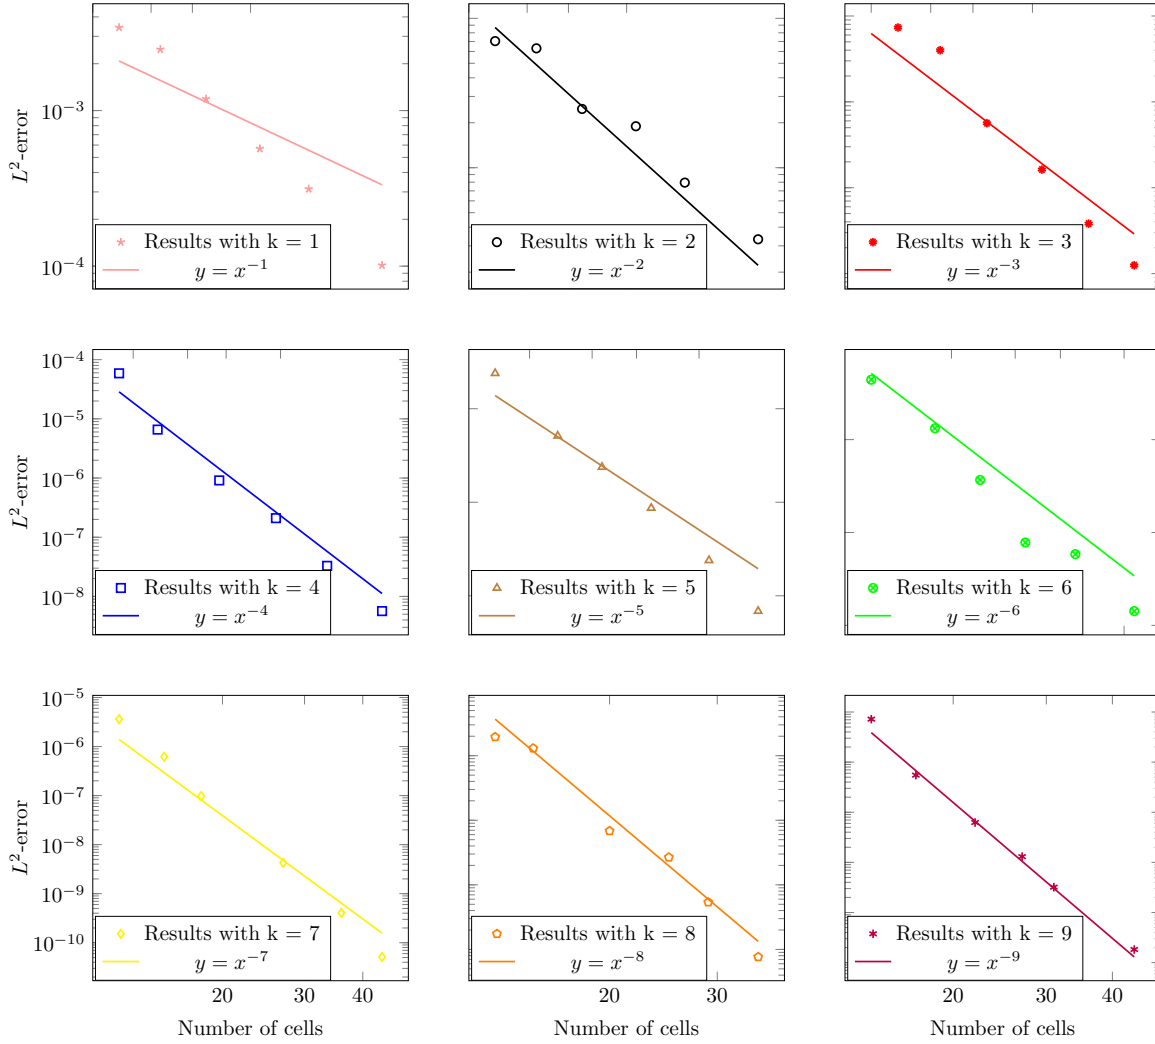 10^{-3}
10^{-4}
L^2-error
Results with k = 1
y = x^{-1}
Results with k = 2
y = x^{-2}
Results with k = 3
y = x^{-3}
10^{-4}
10^{-5}
10^{-6}
10^{-7}
10^{-8}
L^2-error
Results with k = 4
y = x^{-4}
Results with k = 5
y = x^{-5}
Results with k = 6
y = x^{-6}
10^{-5}
10^{-6}
10^{-7}
10^{-8}
10^{-9}
10^{-10}
L^2-error
Results with k = 7
y = x^{-7}
20 30 40
Number of cells
Results with k = 8
y = x^{-8}
20 30
Number of cells
Results with k = 9
y = x^{-9}
20 30 40
Number of cells